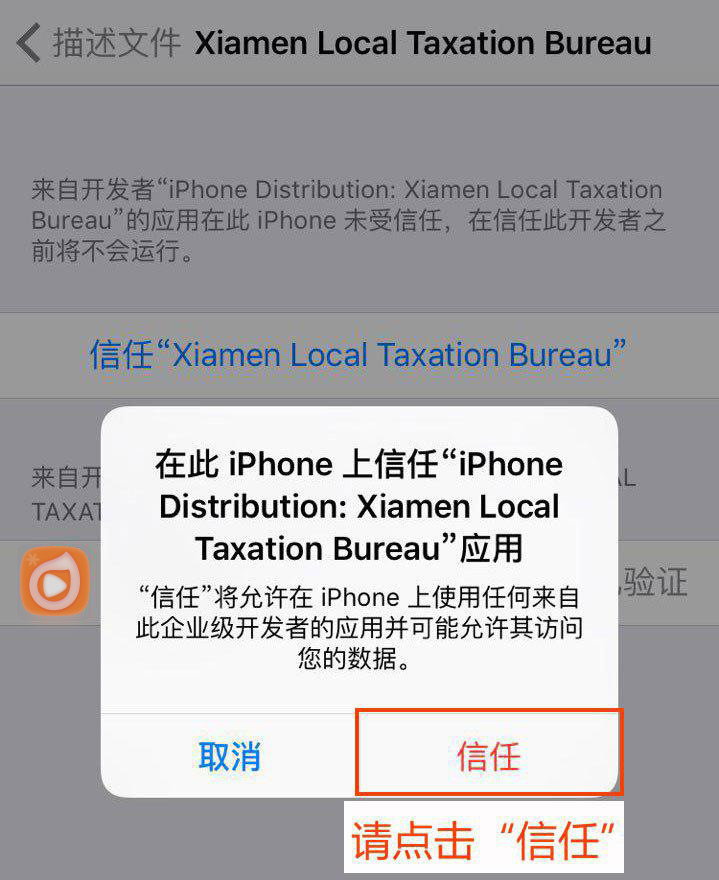 描述文件 Xiamen Local Taxation Bureau
来自开发者“iPhone Distribution: Xiamen Local Taxation
Bureau”的应用在此 iPhone 未受信任，在信任此开发者之
前将不会运行。
信任“Xiamen Local Taxation Bureau”
在此 iPhone 上信任“iPhone
Distribution: Xiamen Local
Taxation Bureau”应用
来自开
AL
TAXAT
“信任”将允许在 iPhone 上使用任何来自
此企业级开发者的应用并可能允许其访问
您的数据。
验证
取消
信任
请点击“信任”